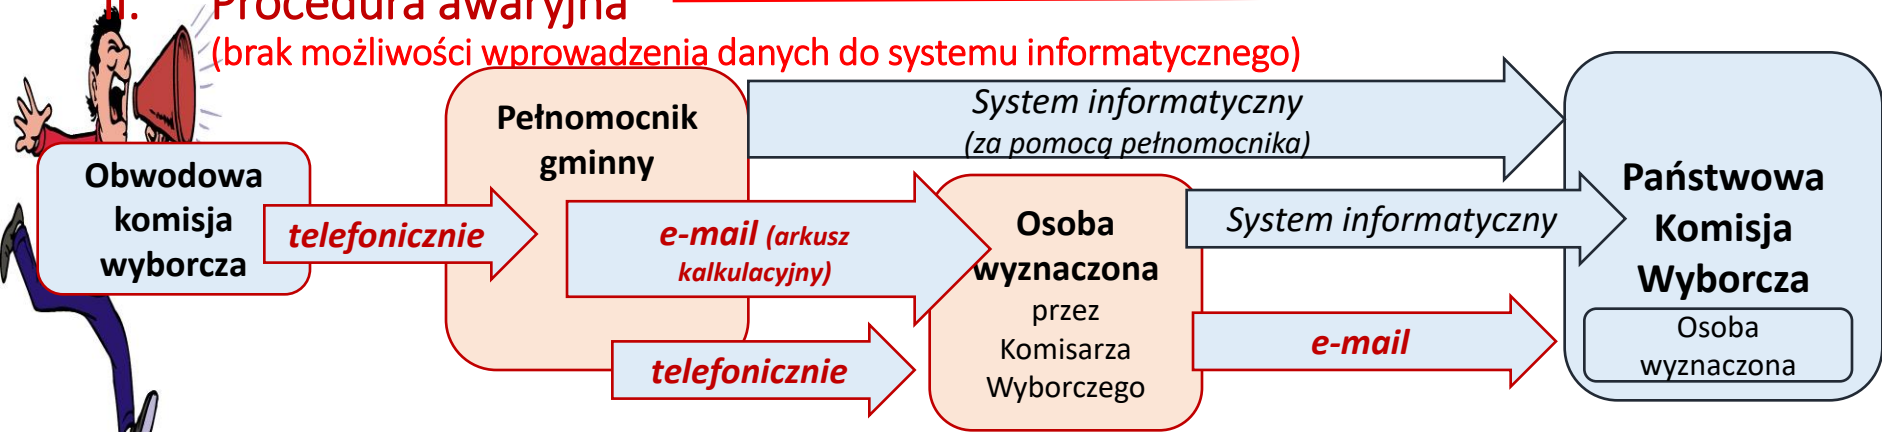 II. Procedura awaryjna
(brak możliwości wprowadzenia danych do systemu informatycznego)
Obwodowa
komisja
wyborcza
telefonicznie
Pełnomocnik
gminny
e-mail (arkusz
kalkulacyjny)
telefonicznie
System informatyczny
(za pomocą pełnomocnika)
Osoba
wyznaczona
przez
Komisarza
Wyborczego
System informatyczny
e-mail
Państwowa
Komisja
Wyborcza
Osoba
wyznaczona